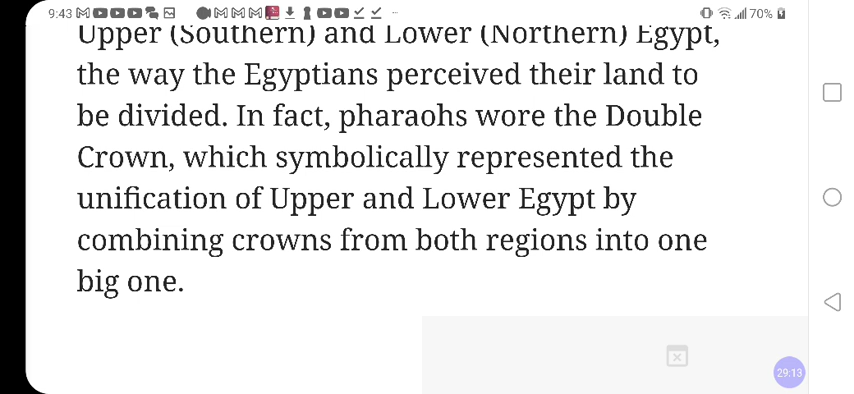 9:43
70%
Upper (Southern) and Lower (Northern) Egypt,
the way the Egyptians perceived their land to
be divided. In fact, pharaohs wore the Double
Crown, which symbolically represented the
unification of Upper and Lower Egypt by
combining crowns from both regions into one
big one.
29:13